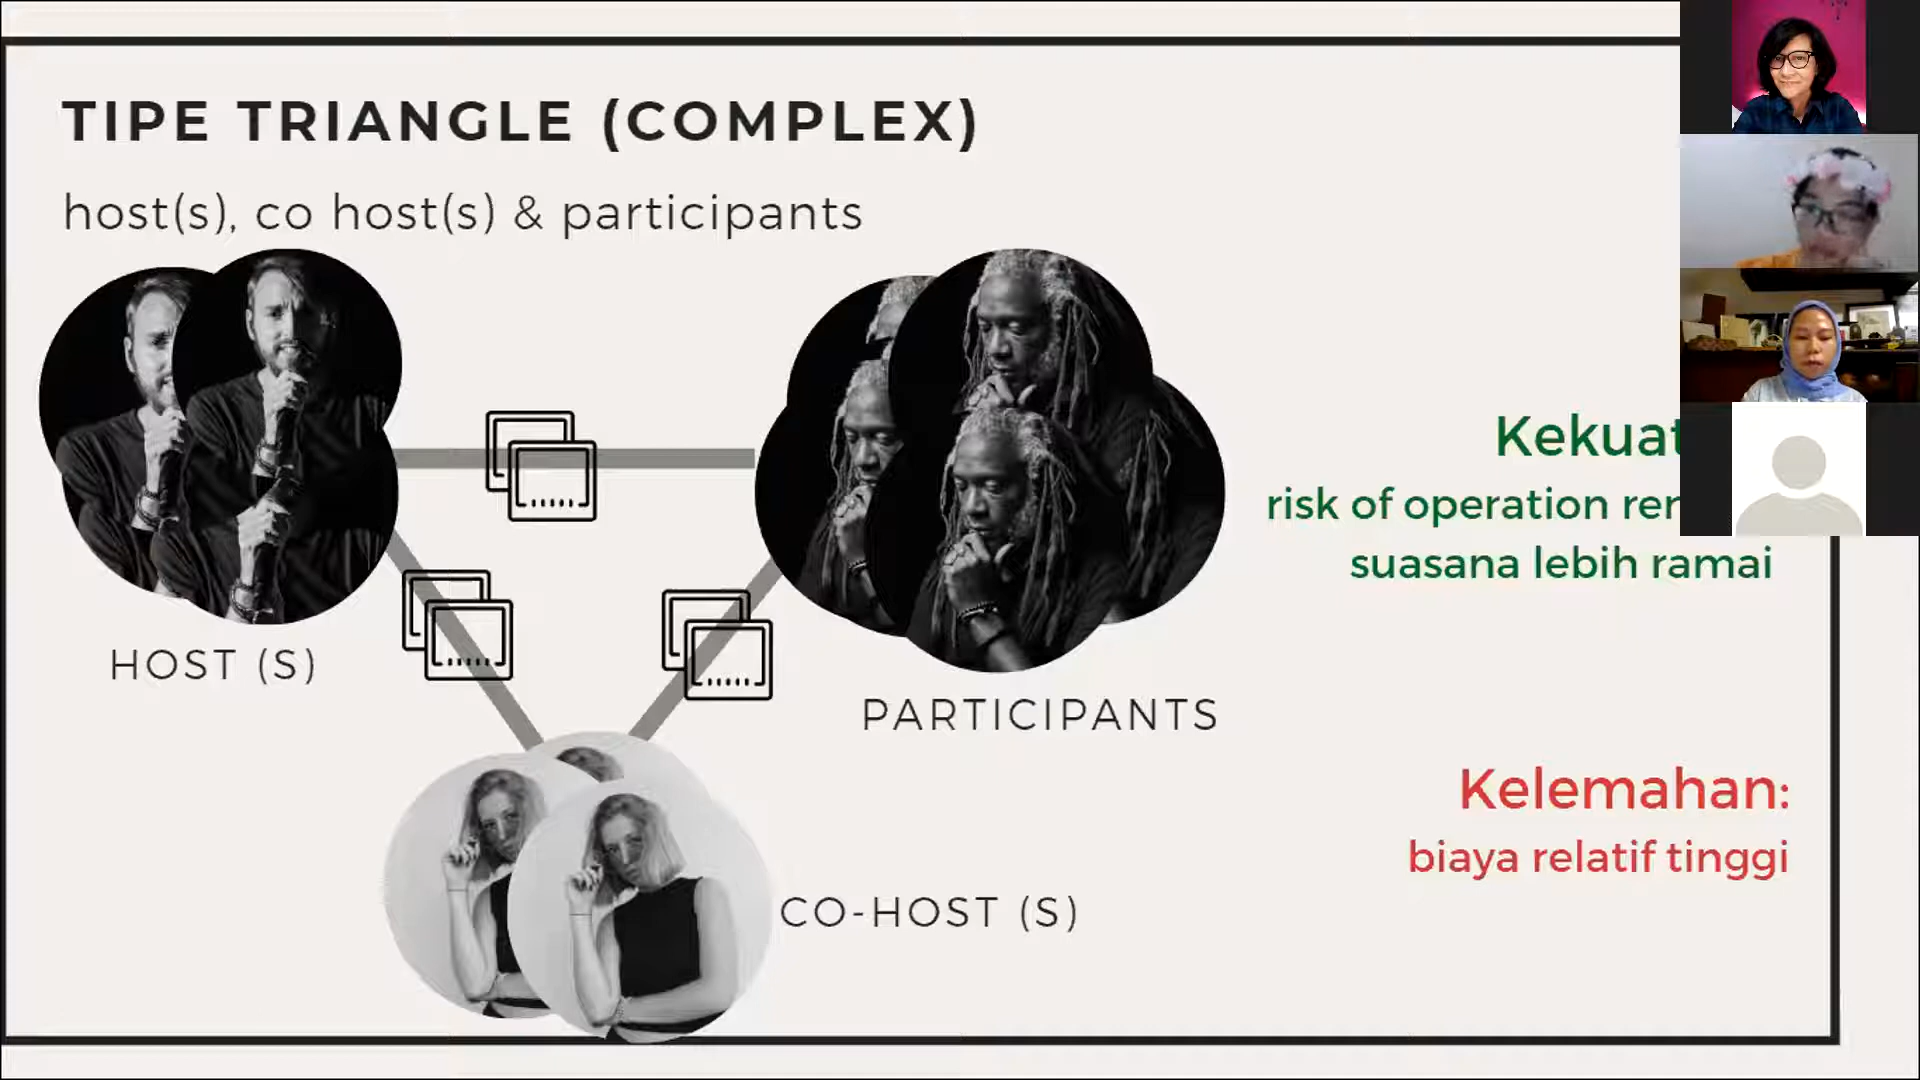 TIPE TRIANGLE (COMPLEX)
host(s), co host(s) & participants
HOST (S)
PARTICIPANTS
CO-HOST (S)
risk of operation
suasana lebih ramai
Kelemahan:
biaya relatif tinggi